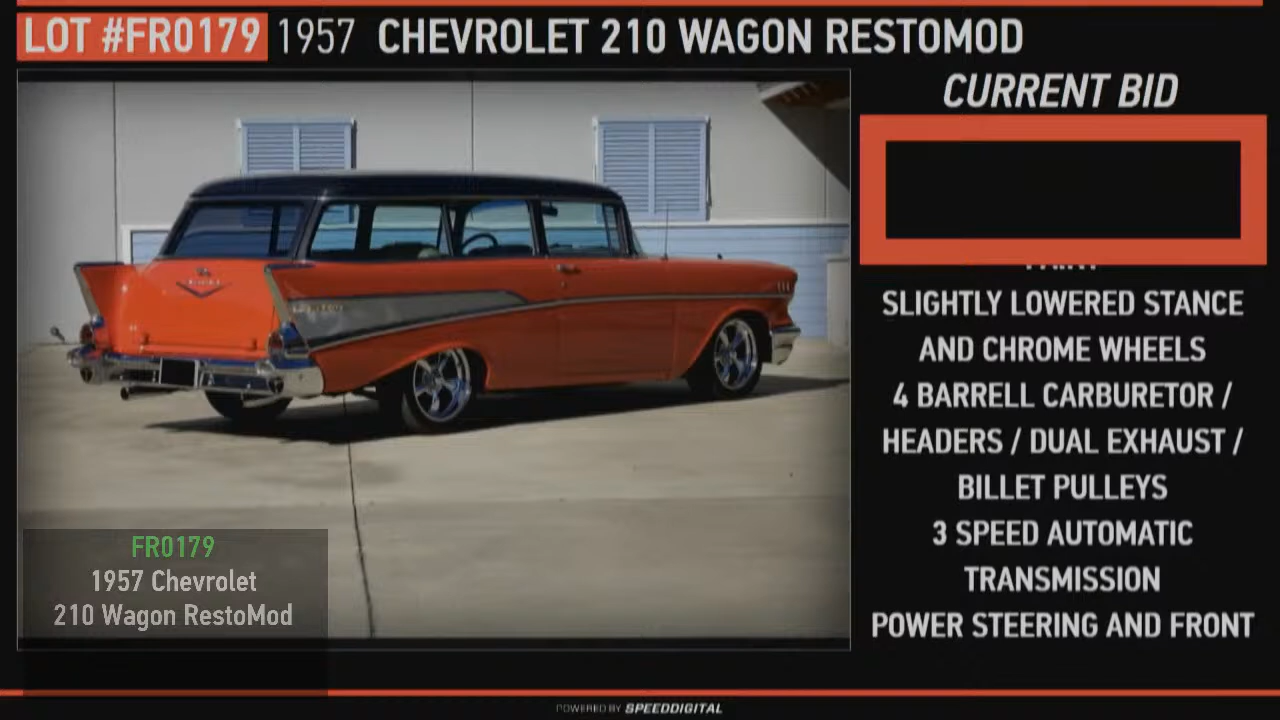 LOT #FR0179 1957 CHEVROLET 210 WAGON RESTOMOD
CURRENT BID
SLIGHTLY LOWERED STANCE
AND CHROME WHEELS
4 BARRELL CARBURETOR /
HEADERS / DUAL EXHAUST /
BILLET PULLEYS
3 SPEED AUTOMATIC
TRANSMISSION
POWER STEERING AND FRONT
FR0179
1957 Chevrolet
210 Wagon RestoMod
POWERED BY SPEEDDIGITAL